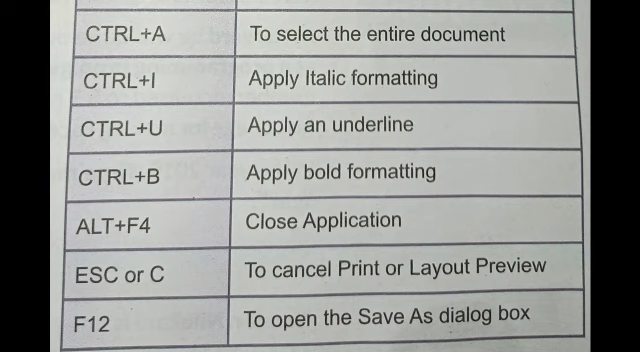 CTRL+A To select the entire document
CTRL+I Apply Italic formatting
CTRL+U Apply an underline
CTRL+B Apply bold formatting
ALT+F4 Close Application
ESC or C To cancel Print or Layout Preview
F12 To open the Save As dialog box